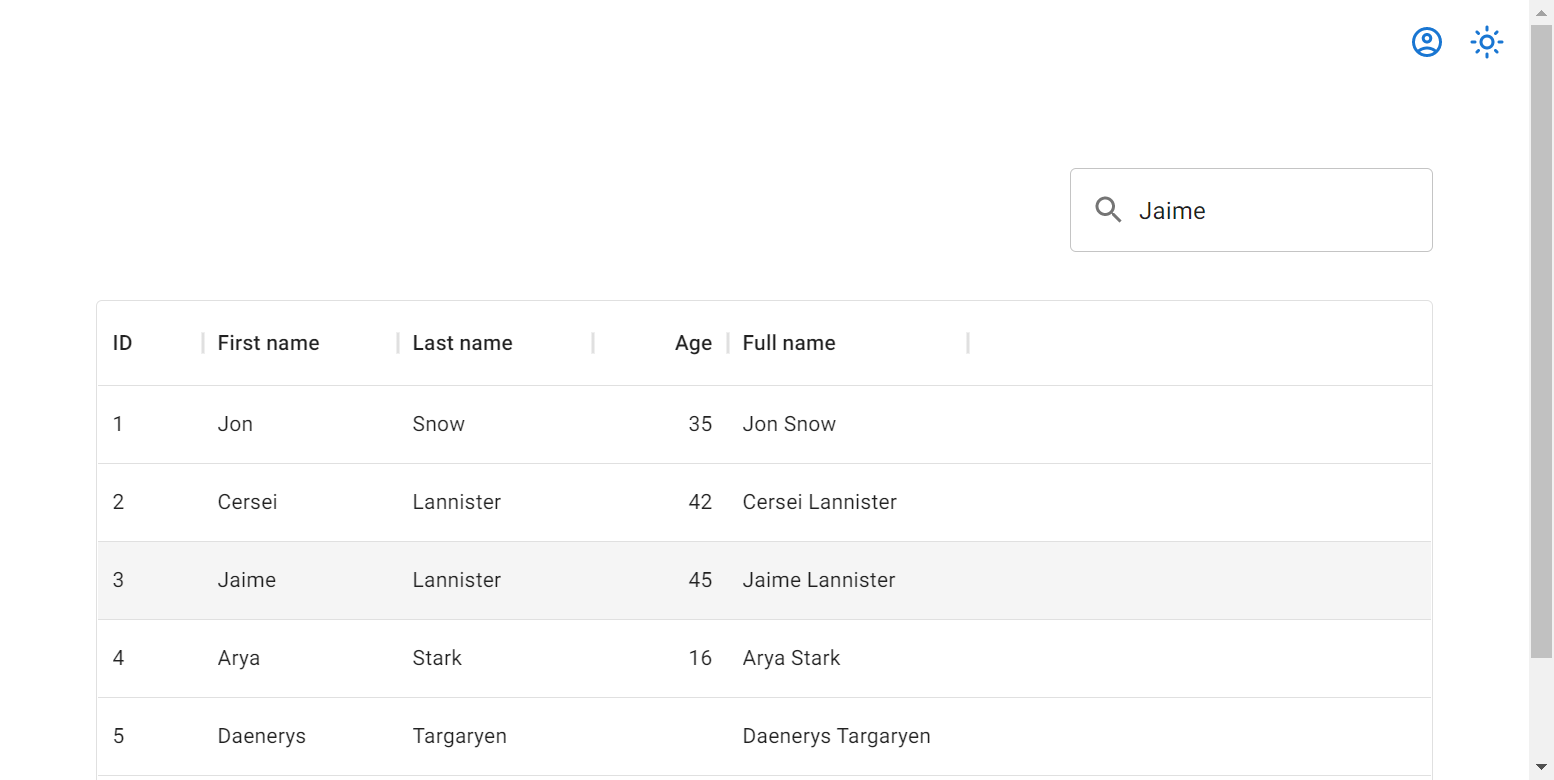 Jaime
ID First name Last name Age Full name
1 Jon Snow 35 Jon Snow
2 Cersei Lannister 42 Cersei Lannister
3 Jaime Lannister 45 Jaime Lannister
4 Arya Stark 16 Arya Stark
5 Daenerys Targaryen Daenerys Targaryen